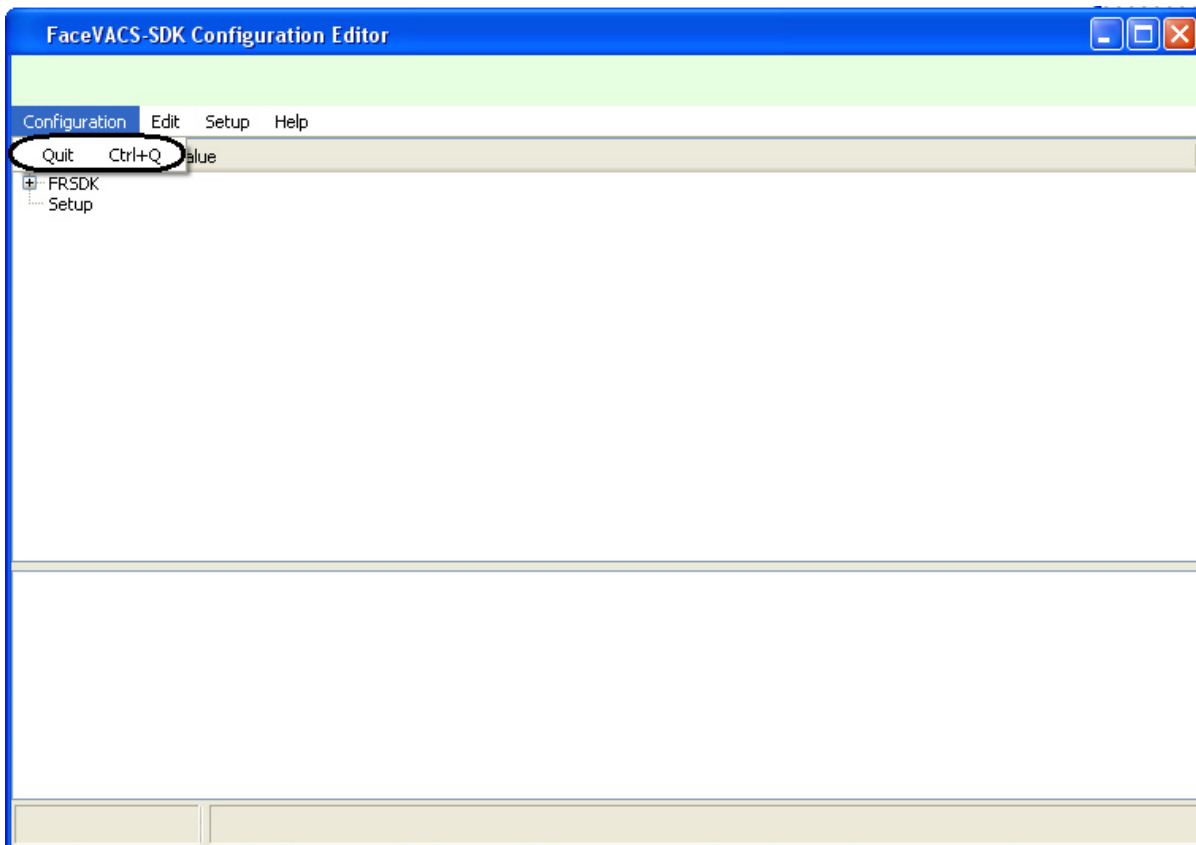 FaceVACS-SDK Configuration Editor
Configuration Edit Setup Help
Quit Ctrl+Q alue
FRSDK
Setup